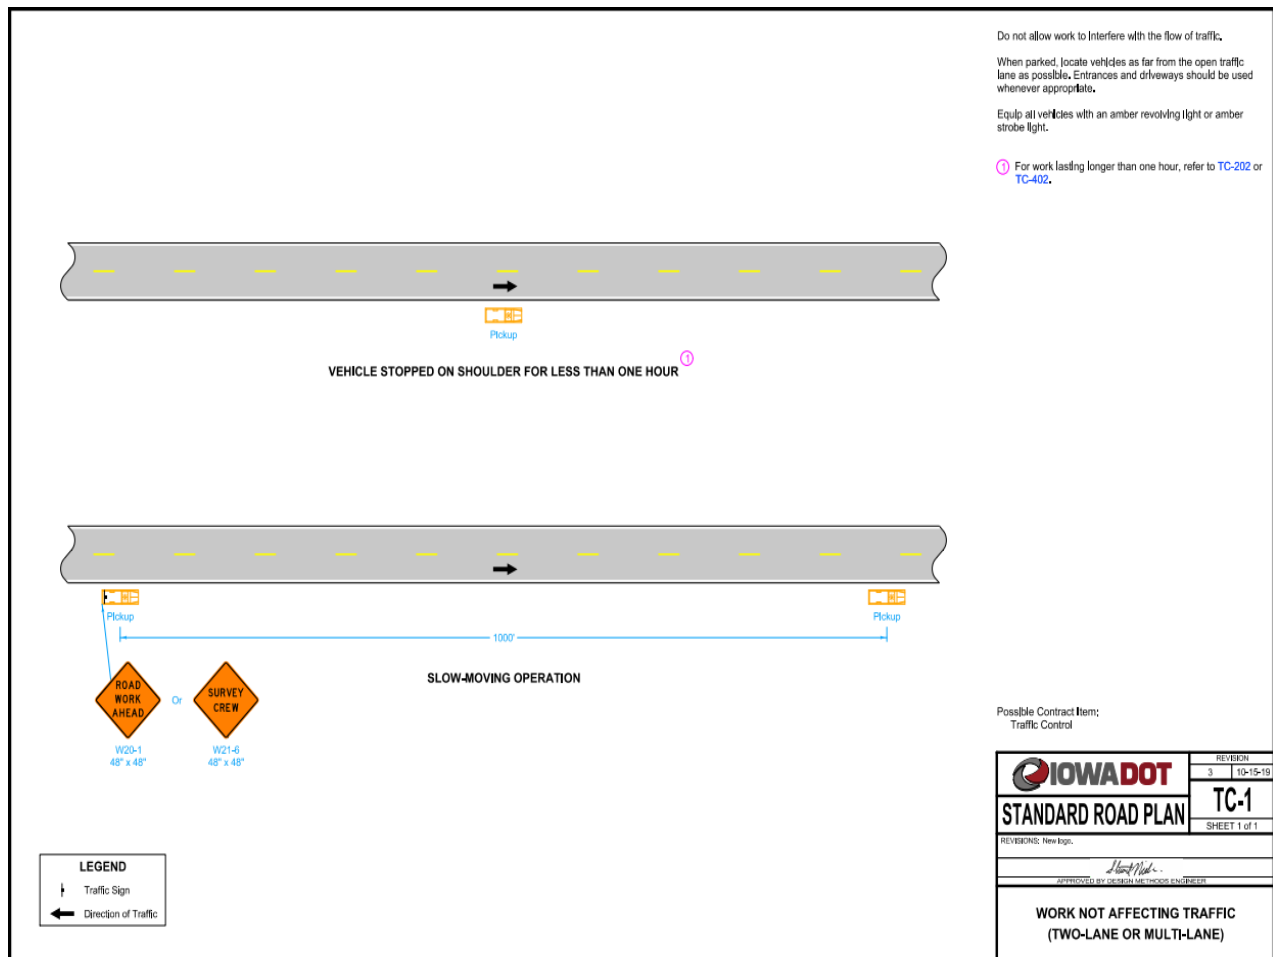 Do not allow work to interfere with the flow of traffic.
When parked, locate vehicles as far from the open traffic
lane as possible. Entrances and driveways should be used
whenever appropriate.
Equip all vehicles with an amber revolving light or amber
strobe light.
1 For work lasting longer than one hour, refer to TC-202 or
TC-402.
Pickup
VEHICLE STOPPED ON SHOULDER FOR LESS THAN ONE HOUR 1
Pickup
Pickup
1000'
SLOW-MOVING OPERATION
ROAD
WORK
AHEAD
Or
SURVEY
CREW
W20-1
48" x 48"
W21-6
48" x 48"
LEGEND
Traffic Sign
Direction of Traffic
Possible Contract Item:
Traffic Control
IOWADOT
REVISION
3 10-15-19
STANDARD ROAD PLAN
TC-1
SHEET 1 of 1
REVISIONS: New logo.
APPROVED BY DESIGN METHODS ENGINEER
WORK NOT AFFECTING TRAFFIC
(TWO-LANE OR MULTI-LANE)